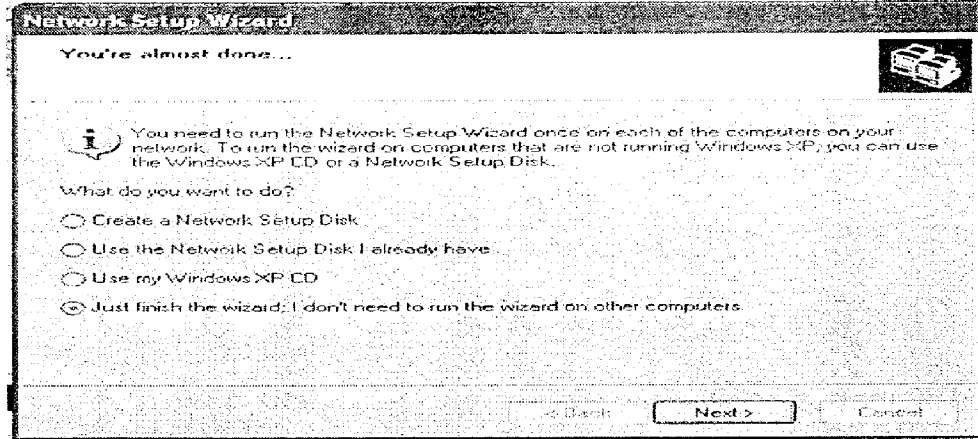 Network Setup Wizard
You're almost done...
You need to run the Network Setup Wizard once on each of the computers on your
network. To run the wizard on computers that are not running Windows XP, you can use
the Windows XP CD or a Network Setup Disk.
What do you want to do?
Create a Network Setup Disk
Use the Network Setup Disk I already have
Use my Windows XP CD
Just finish the wizard; I don't need to run the wizard on other computers
< Back Next > Cancel